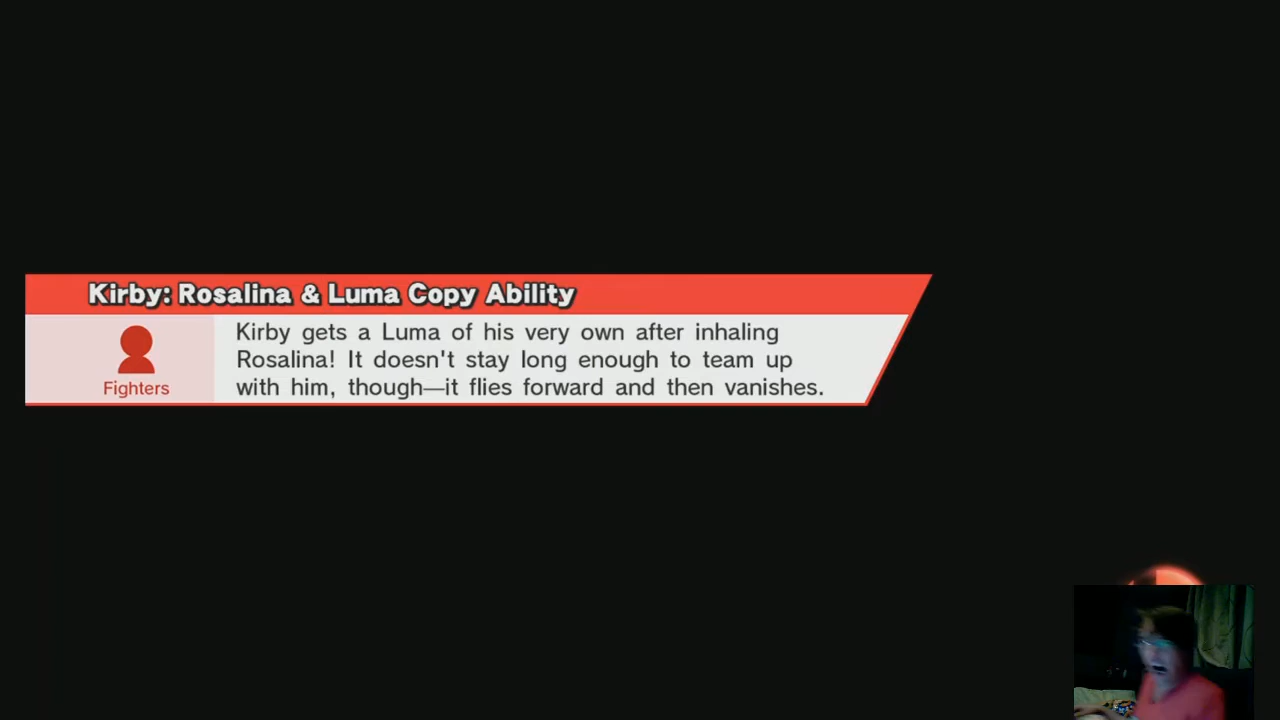 Kirby: Rosalina & Luma Copy Ability
Kirby gets a Luma of his very own after inhaling
Rosalina! It doesn't stay long enough to team up
with him, though—it flies forward and then vanishes.
Fighters